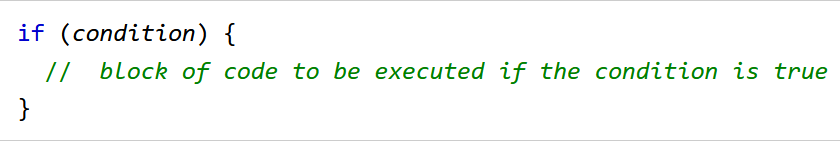 if (condition) {
  //  block of code to be executed if the condition is true
}